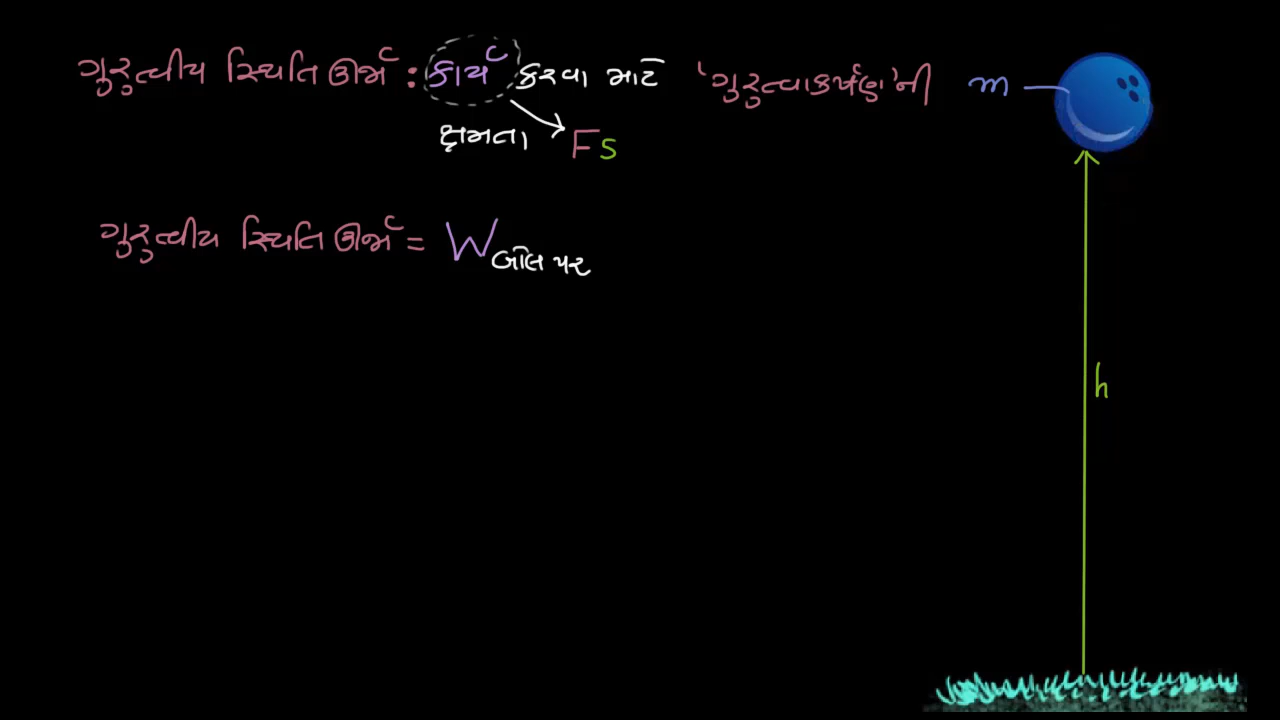 ગુરુત્વીય સ્થિતિ ઊર્જા : કાર્ય કરવા માટે 'ગુરુત્વાકર્ષણ'ની
ક્ષમતા
Fs
ગુરુત્વીય સ્થિતિ ઊર્જા = W બોલ પર
m
h